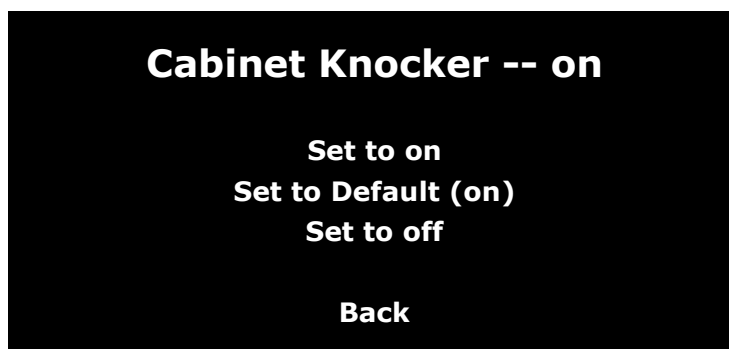 Cabinet Knocker -- on
Set to on
Set to Default (on)
Set to off
Back